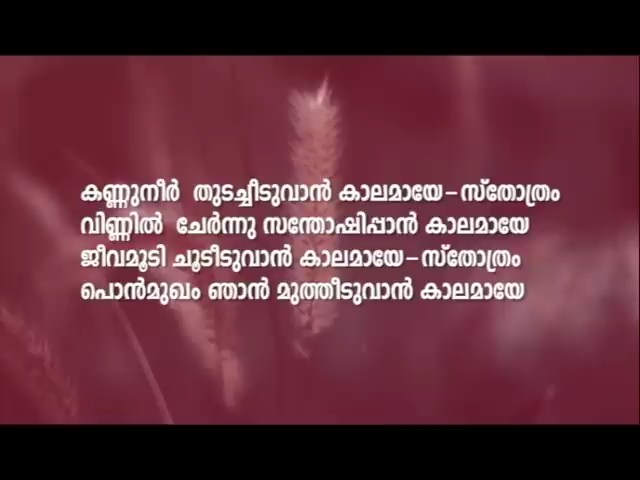 കണ്ണുനീർ തുടച്ചീടുവാൻ കാലമായേ-സ്തോത്രം
വിണ്ണിൽ ചേർന്നു സന്തോഷിപ്പാൻ കാലമായേ
ജീവമൂടി ചൂടീടുവാൻ കാലമായേ-സ്തോത്രം
പൊൻമുഖം ഞാൻ മുത്തീടുവാൻ കാലമായേ